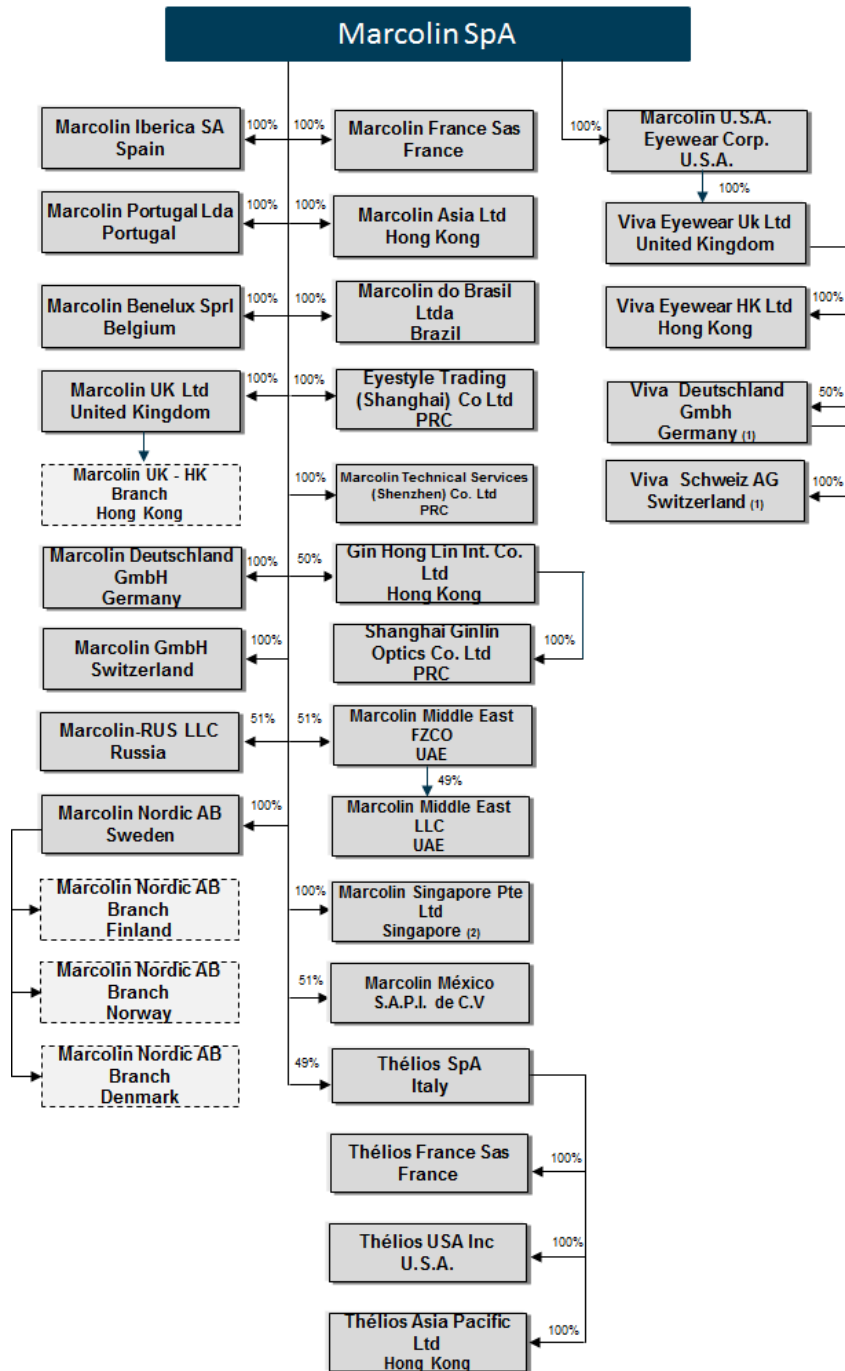 Marcolin SpA
Marcolin Iberica SA
Spain
100%
100%
Marcolin France Sas
France
100%
Marcolin U.S.A.
Eyewear Corp.
U.S.A.
100%
Marcolin Portugal Lda
Portugal
100%
100%
Marcolin Asia Ltd
Hong Kong
Viva Eyewear Uk Ltd
United Kingdom
Marcolin Benelux Sprl
Belgium
100%
100%
Marcolin do Brasil
Ltda
Brazil
Viva Eyewear HK Ltd
Hong Kong
100%
Marcolin UK Ltd
United Kingdom
100%
100%
Eyestyle Trading
(Shanghai) Co Ltd
PRC
Viva Deutschland
Gmbh
Germany (1)
50%
Marcolin UK - HK
Branch
Hong Kong
100%
Marcolin Technical Services
(Shenzhen) Co. Ltd
PRC
Viva Schweiz AG
Switzerland (1)
100%
Marcolin Deutschland
GmbH
Germany
100%
50%
Gin Hong Lin Int. Co.
Ltd
Hong Kong
Marcolin GmbH
Switzerland
100%
Shanghai Ginlin
Optics Co. Ltd
PRC
100%
Marcolin-RUS LLC
Russia
51%
51%
Marcolin Middle East
FZCO
UAE
49%
Marcolin Nordic AB
Sweden
100%
Marcolin Middle East
LLC
UAE
Marcolin Nordic AB
Branch
Finland
100%
Marcolin Singapore Pte
Ltd
Singapore (2)
Marcolin Nordic AB
Branch
Norway
51%
Marcolin México
S.A.P.I. de C.V
Marcolin Nordic AB
Branch
Denmark
49%
Thélios SpA
Italy
Thélios France Sas
France
100%
Thélios USA Inc
U.S.A.
100%
Thélios Asia Pacific
Ltd
Hong Kong
100%